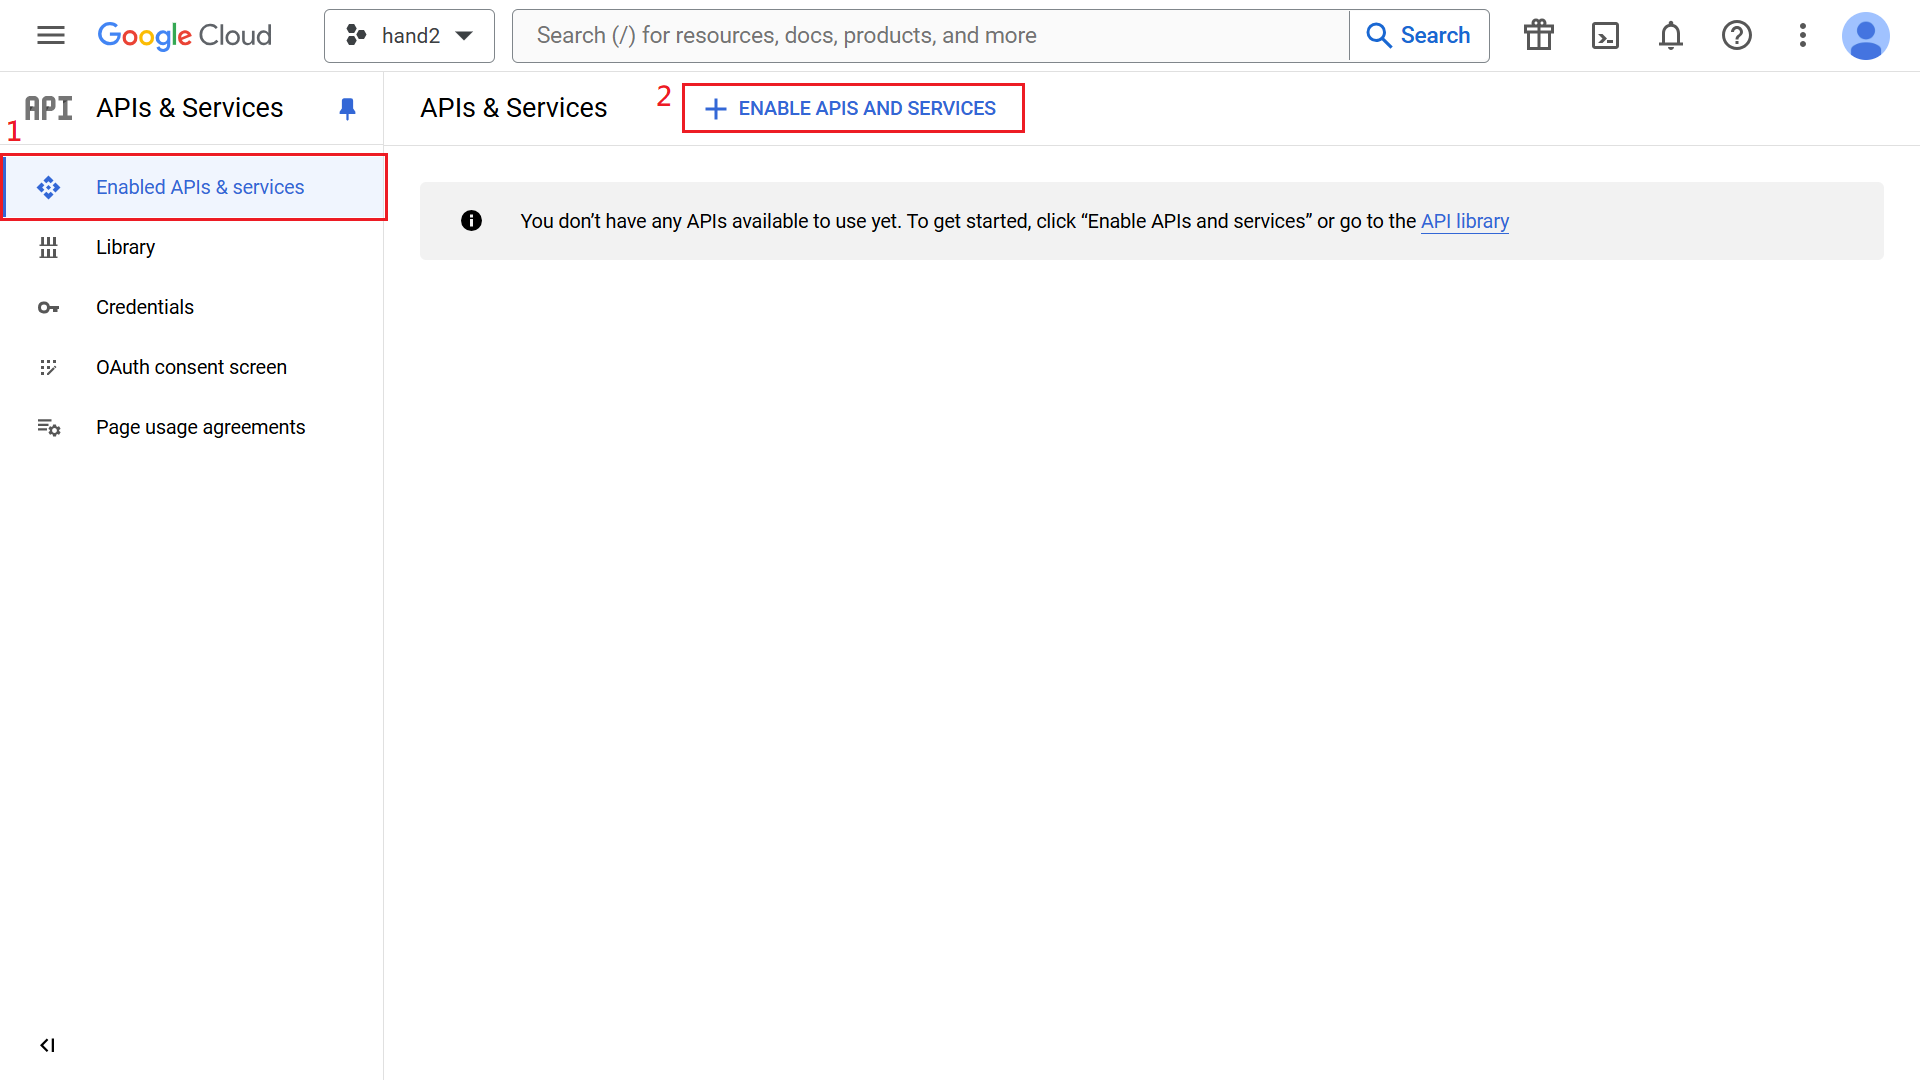 Google Cloud
hand2
Search (/) for resources, docs, products, and more
Search
API
APIs & Services
1
Enabled APIs & services
Library
Credentials
OAuth consent screen
Page usage agreements
APIs & Services
2
ENABLE APIS AND SERVICES
You don’t have any APIs available to use yet. To get started, click “Enable APIs and services” or go to the API library